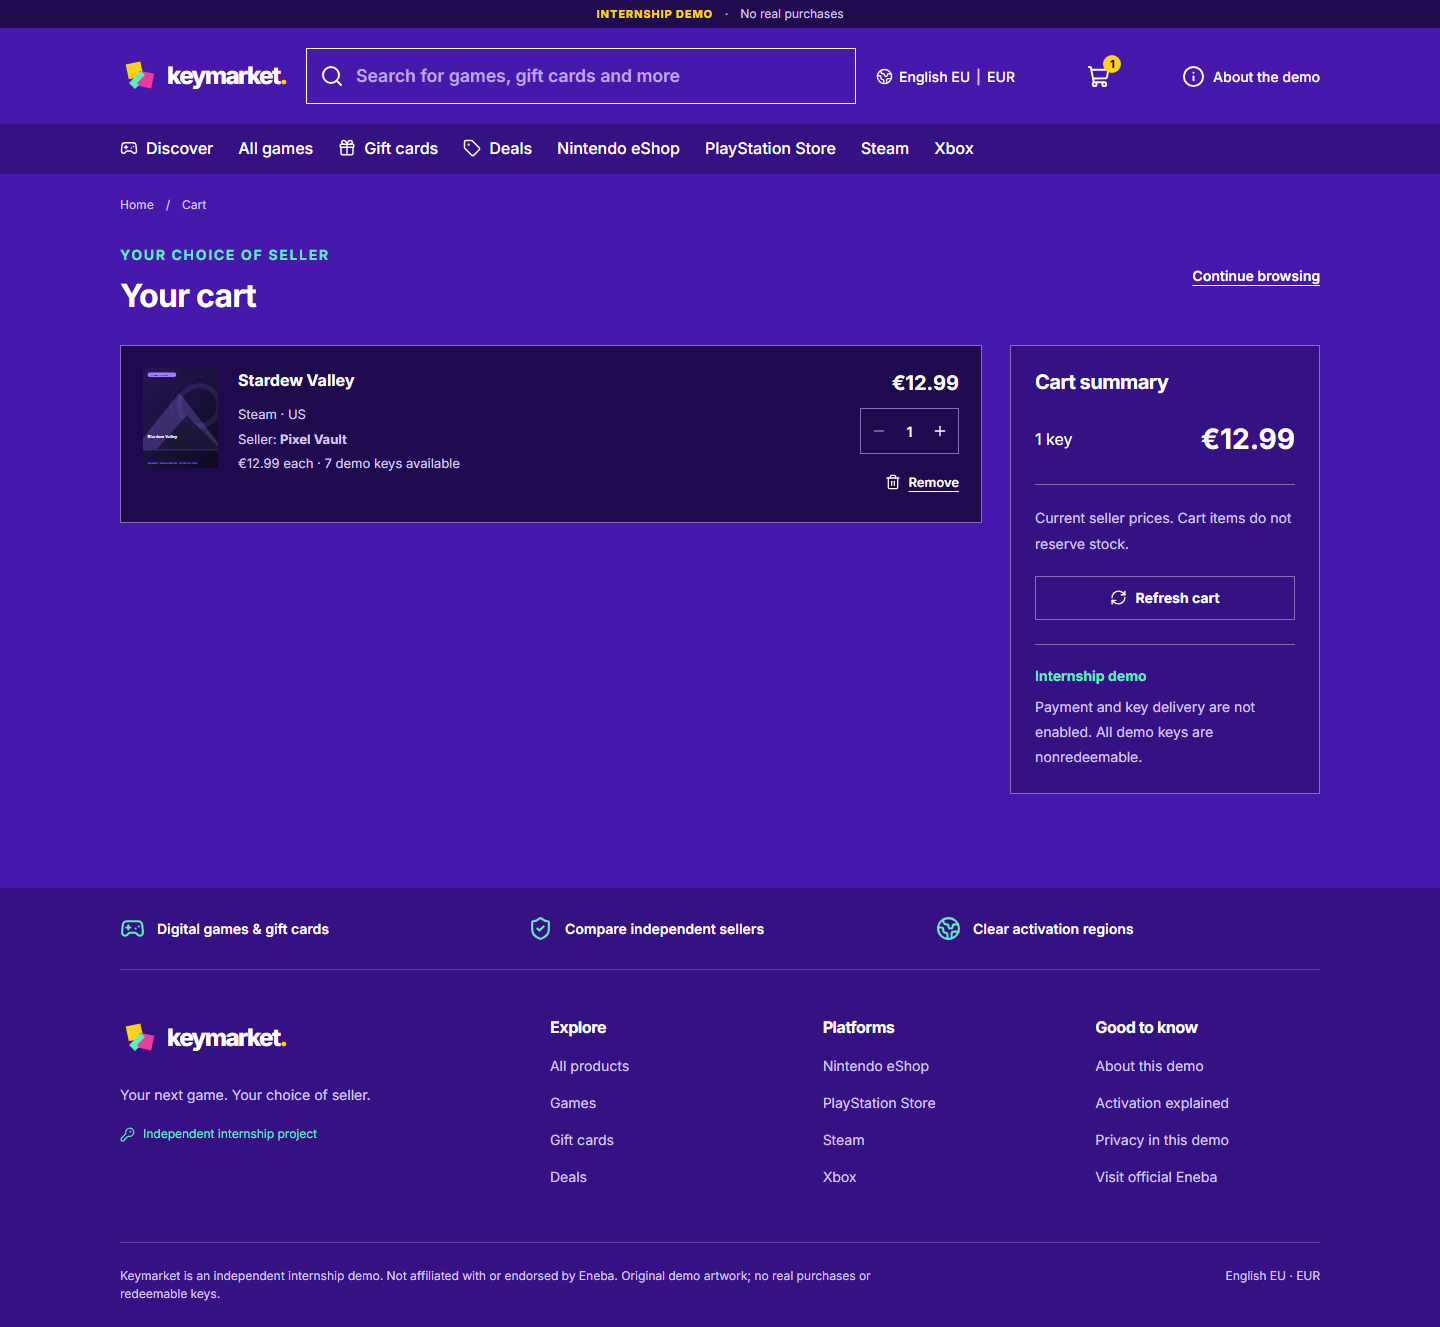 INTERNSHIP DEMO · No real purchases
keymarket.
Search for games, gift cards and more
English EU | EUR
1
About the demo
Discover
All games
Gift cards
Deals
Nintendo eShop
PlayStation Store
Steam
Xbox
Home / Cart
YOUR CHOICE OF SELLER
Your cart
Continue browsing
Stardew Valley
Stardew Valley
Steam · US
Seller: Pixel Vault
€12.99 each · 7 demo keys available
€12.99
− 1 +
Remove
Cart summary
1 key €12.99
Current seller prices. Cart items do not
reserve stock.
Refresh cart
Internship demo
Payment and key delivery are not
enabled. All demo keys are
nonredeemable.
Digital games & gift cards
Compare independent sellers
Clear activation regions
keymarket.
Your next game. Your choice of seller.
Independent internship project
Explore
All products
Games
Gift cards
Deals
Platforms
Nintendo eShop
PlayStation Store
Steam
Xbox
Good to know
About this demo
Activation explained
Privacy in this demo
Visit official Eneba
Keymarket is an independent internship demo. Not affiliated with or endorsed by Eneba. Original demo artwork; no real purchases or
redeemable keys.
English EU · EUR